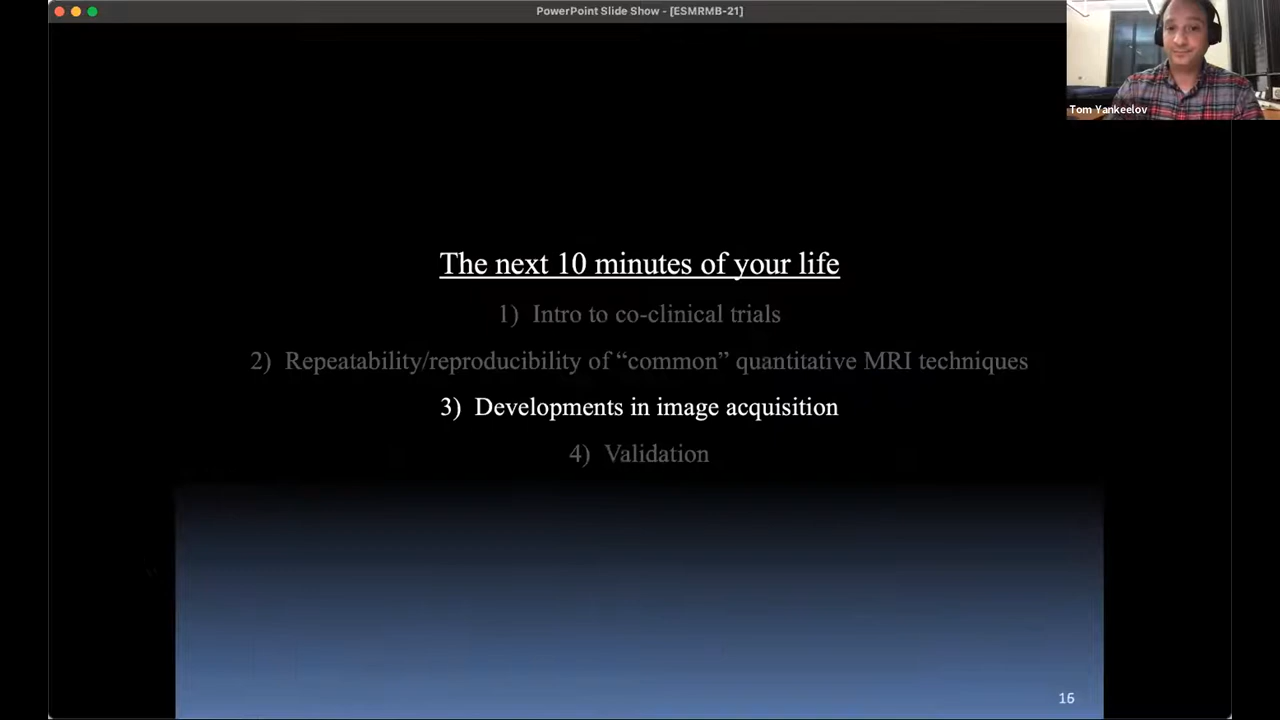 PowerPoint Slide Show - [ESMRMB-21]
Tom Yankeelov
The next 10 minutes of your life
1) Intro to co-clinical trials
2) Repeatability/reproducibility of “common” quantitative MRI techniques
3) Developments in image acquisition
4) Validation
16